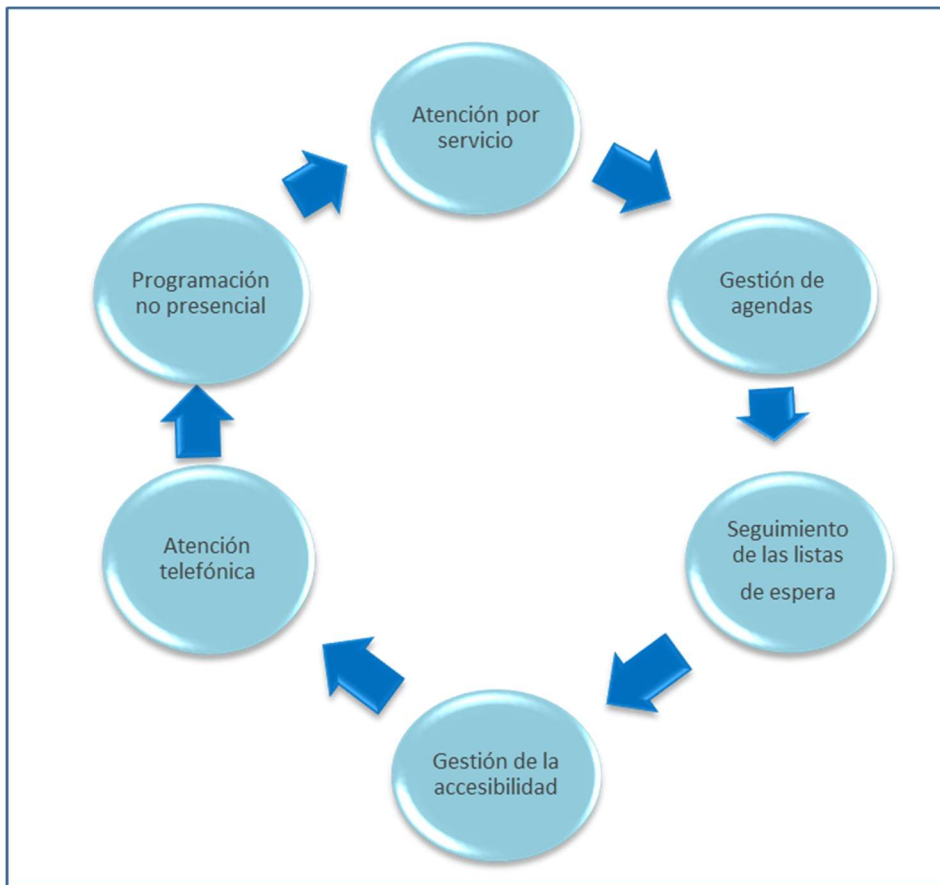 Atención por
servicio
Gestión de
agendas
Seguimiento
de las listas
de espera
Gestión de la
accesibilidad
Atención
telefónica
Programación
no presencial